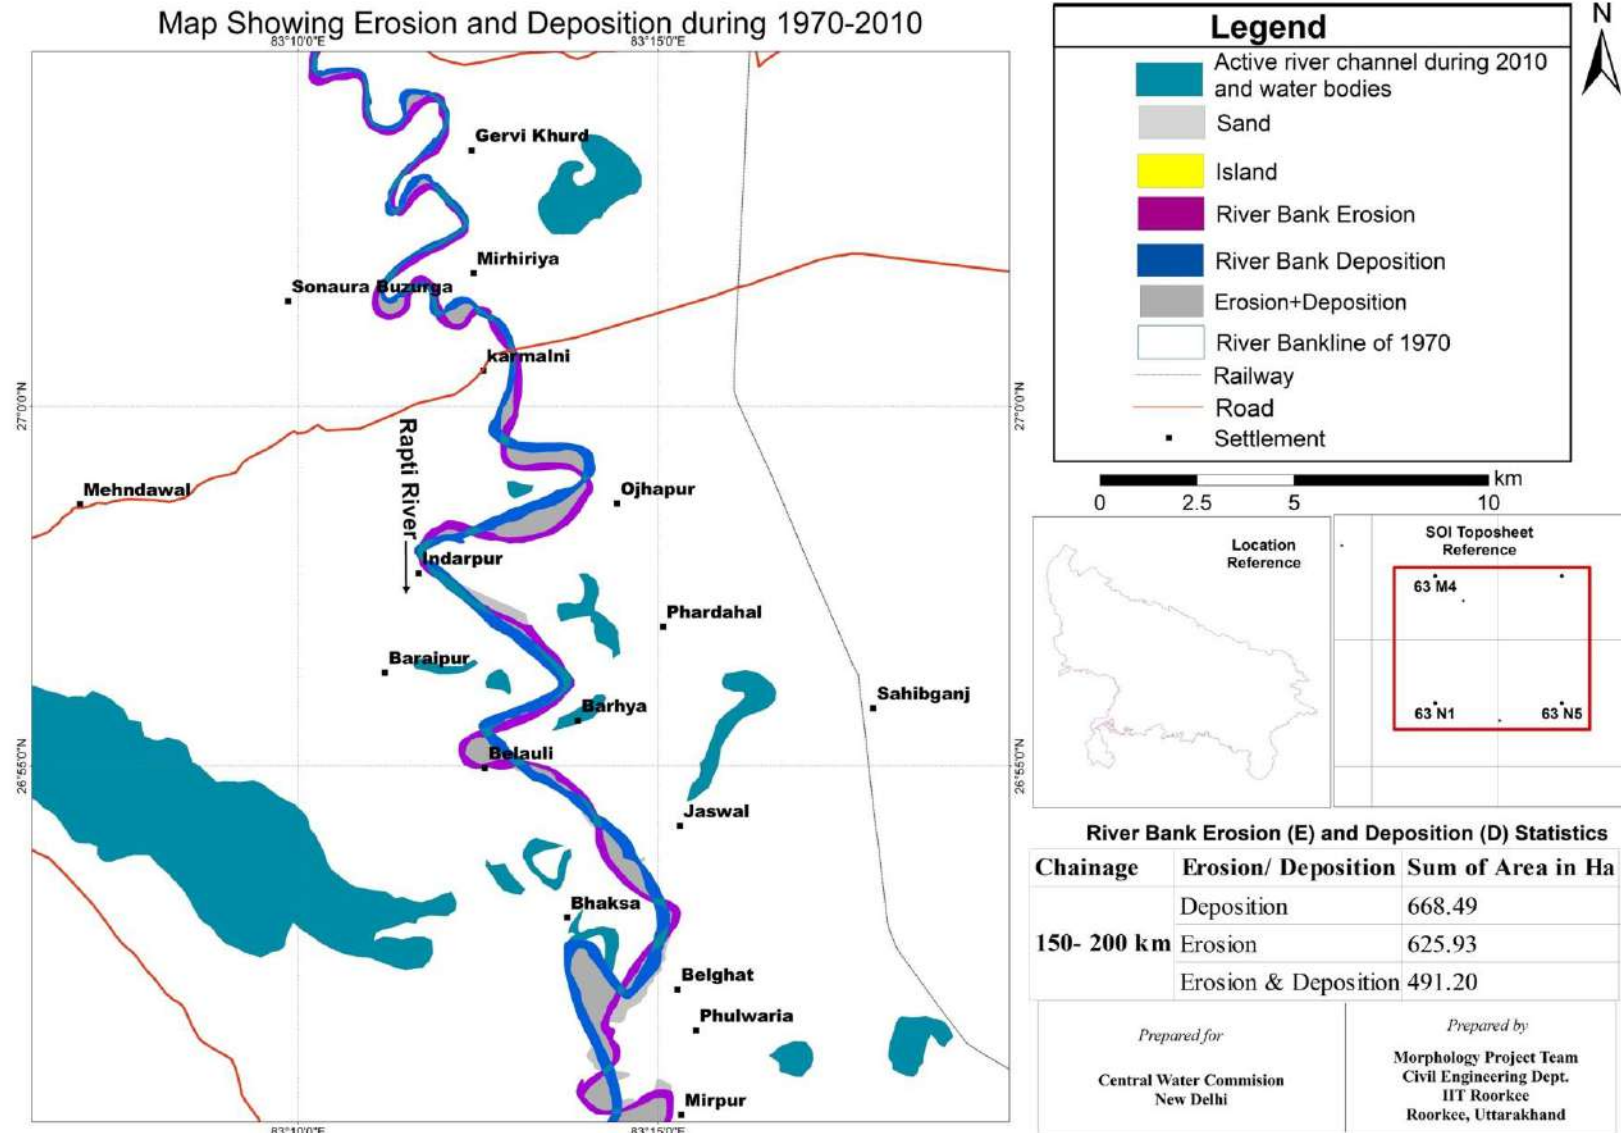 Map Showing Erosion and Deposition during 1970-2010
83°10'0"E
83°15'0"E
Gervi Khurd
Mirhiriya
Sonaura Buzurga
karmalni
27°0'0"N
27°0'0"N
Rapti River
Mehndawal
Ojhapur
Indarpur
Phardahal
Baraipur
Sahibganj
Barhya
Belauli
26°55'0"N
26°55'0"N
Jaswal
Bhaksa
Belghat
Phulwaria
Mirpur
83°10'0"E
83°15'0"E
Legend
N
Active river channel during 2010
and water bodies
Sand
Island
River Bank Erosion
River Bank Deposition
Erosion+Deposition
River Bankline of 1970
Railway
Road
Settlement
km
0 2.5 5 10
Location
Reference
SOI Toposheet
Reference
63 M4
63 N1 63 N5
River Bank Erosion (E) and Deposition (D) Statistics
Chainage Erosion/ Deposition Sum of Area in Ha
Deposition 668.49
150- 200 km Erosion 625.93
Erosion & Deposition 491.20
Prepared for
Central Water Commision
New Delhi
Prepared by
Morphology Project Team
Civil Engineering Dept.
IIT Roorkee
Roorkee, Uttarakhand